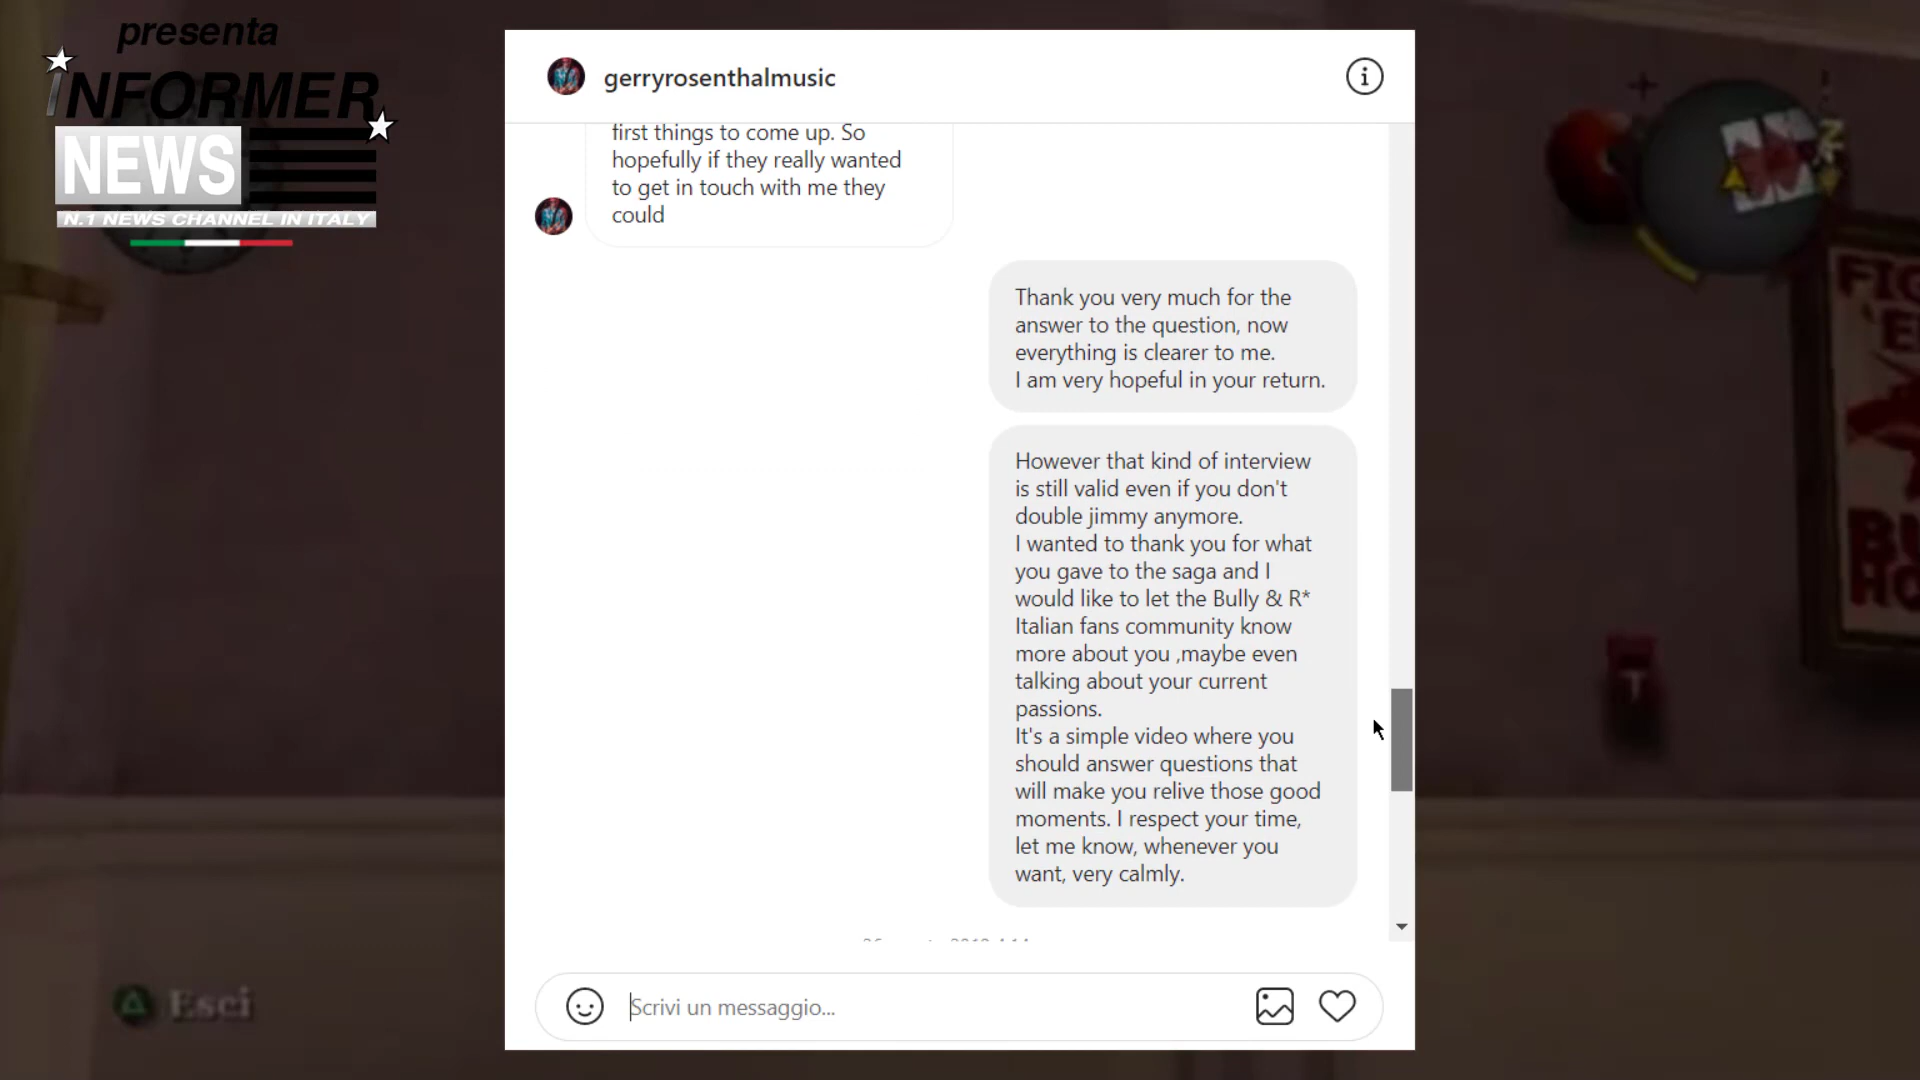 presenta
iNFORMER
NEWS
N.1 NEWS CHANNEL IN ITALY
gerryrosenthalmusic
first things to come up. So
hopefully if they really wanted
to get in touch with me they
could
Thank you very much for the
answer to the question, now
everything is clearer to me.
I am very hopeful in your return.
However that kind of interview
is still valid even if you don't
double jimmy anymore.
I wanted to thank you for what
you gave to the saga and I
would like to let the Bully & R*
Italian fans community know
more about you ,maybe even
talking about your current
passions.
It's a simple video where you
should answer questions that
will make you relive those good
moments. I respect your time,
let me know, whenever you
want, very calmly.
Scrivi un messaggio...
Esci